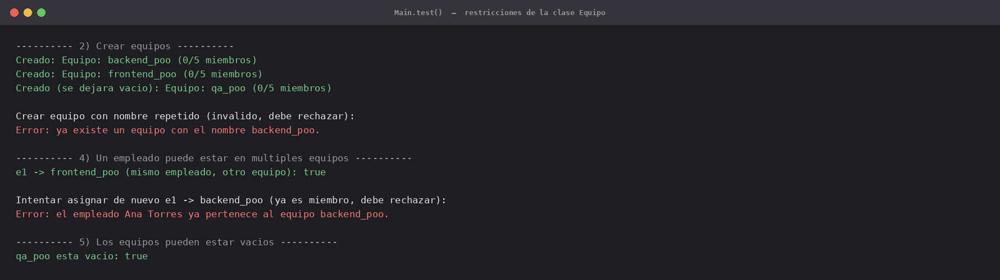 Main.test()  —  restricciones de la clase Equipo
---------- 2) Crear equipos ----------
Creado: Equipo: backend_poo (0/5 miembros)
Creado: Equipo: frontend_poo (0/5 miembros)
Creado (se dejara vacio): Equipo: qa_poo (0/5 miembros)
Crear equipo con nombre repetido (invalido, debe rechazar):
Error: ya existe un equipo con el nombre backend_poo.
---------- 4) Un empleado puede estar en multiples equipos ----------
e1 -> frontend_poo (mismo empleado, otro equipo): true
Intentar asignar de nuevo e1 -> backend_poo (ya es miembro, debe rechazar):
Error: el empleado Ana Torres ya pertenece al equipo backend_poo.
---------- 5) Los equipos pueden estar vacios ----------
qa_poo esta vacio: true